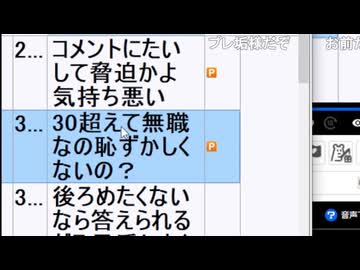 プレ垢様だぞ
お前だ
2...
コメントにたい
して脅迫かよ
気持ち悪い
P
3...
30超えて無職
なの恥ずかしく
ないの？
P
3...
後ろめたくない
なら答えられる
音声